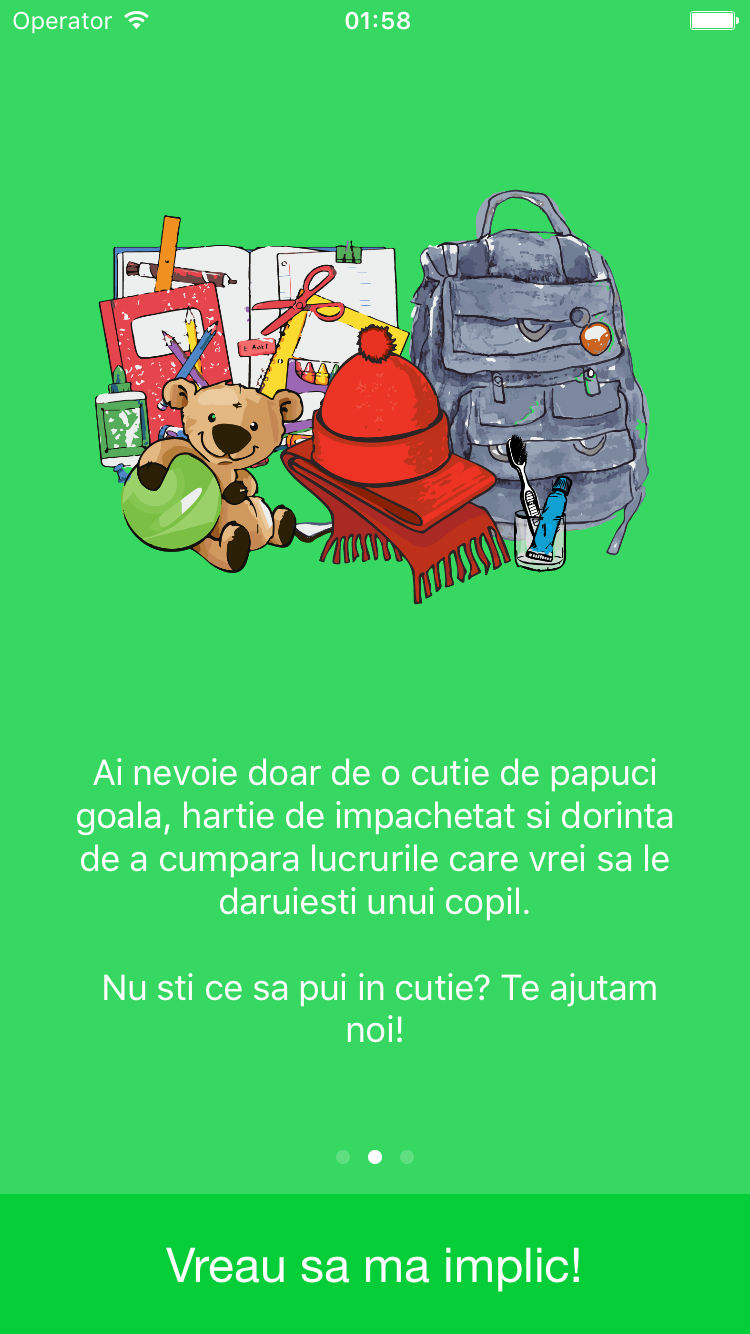 Operator
01:58
Ai nevoie doar de o cutie de papuci
goala, hartie de impachetat si dorinta
de a cumpara lucrurile care vrei sa le
daruiesti unui copil.
Nu sti ce sa pui in cutie? Te ajutam
noi!
Vreau sa ma implic!